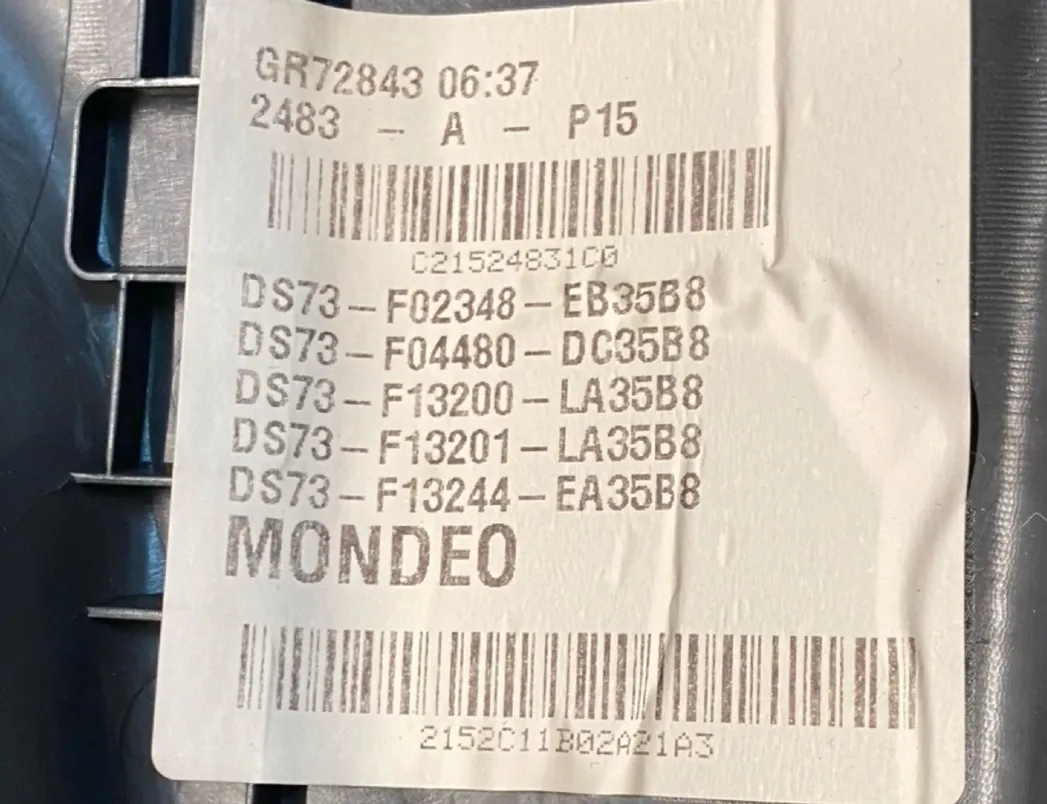 GR72843 06:37
2483 - A - P15
C21524831C0
DS73-F02348-EB35B8
DS73-F04480-DC35B8
DS73-F13200-LA35B8
DS73-F13201-LA35B8
DS73-F13244-EA35B8
MONDEO
2152C11B02A21A3